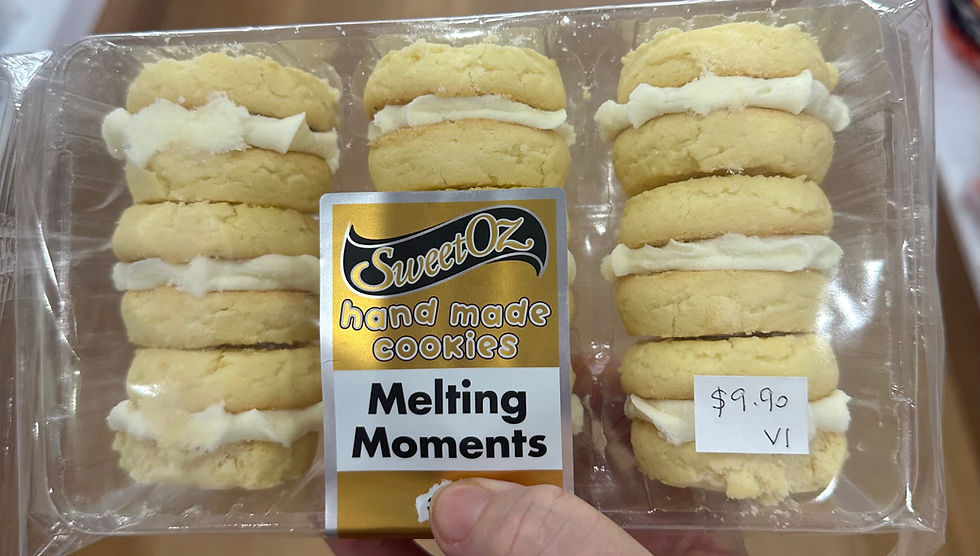 SweetOZ
hand made
cookies
Melting
Moments
$9.90
VI